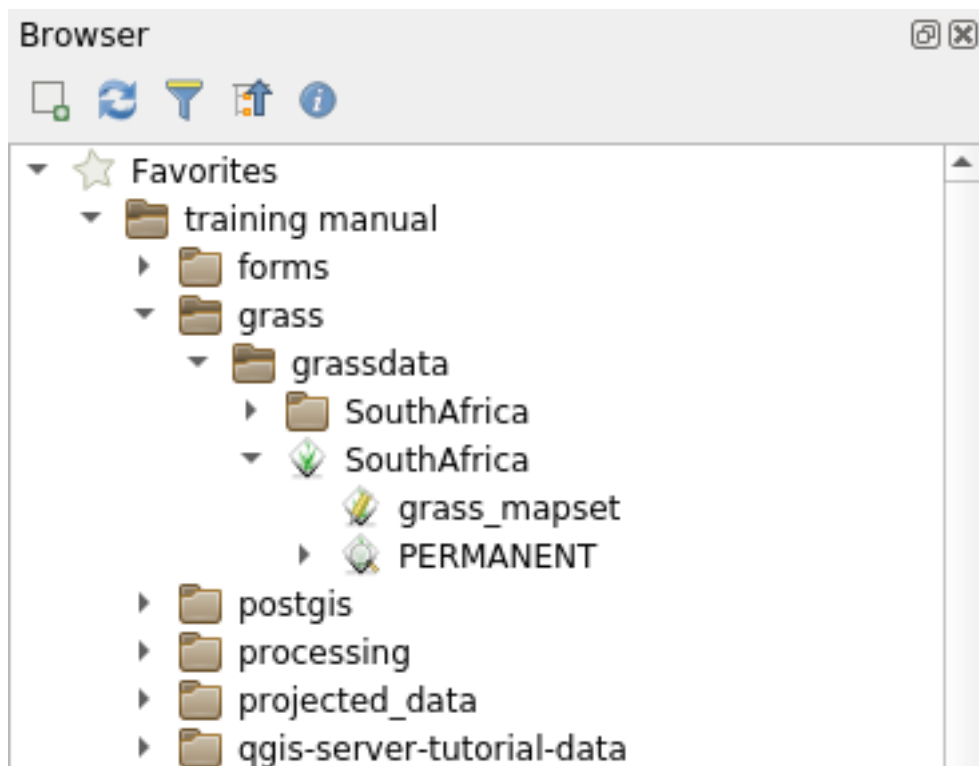 Browser
Favorites
training manual
forms
grass
grassdata
SouthAfrica
SouthAfrica
grass_mapset
PERMANENT
postgis
processing
projected_data
qgis-server-tutorial-data